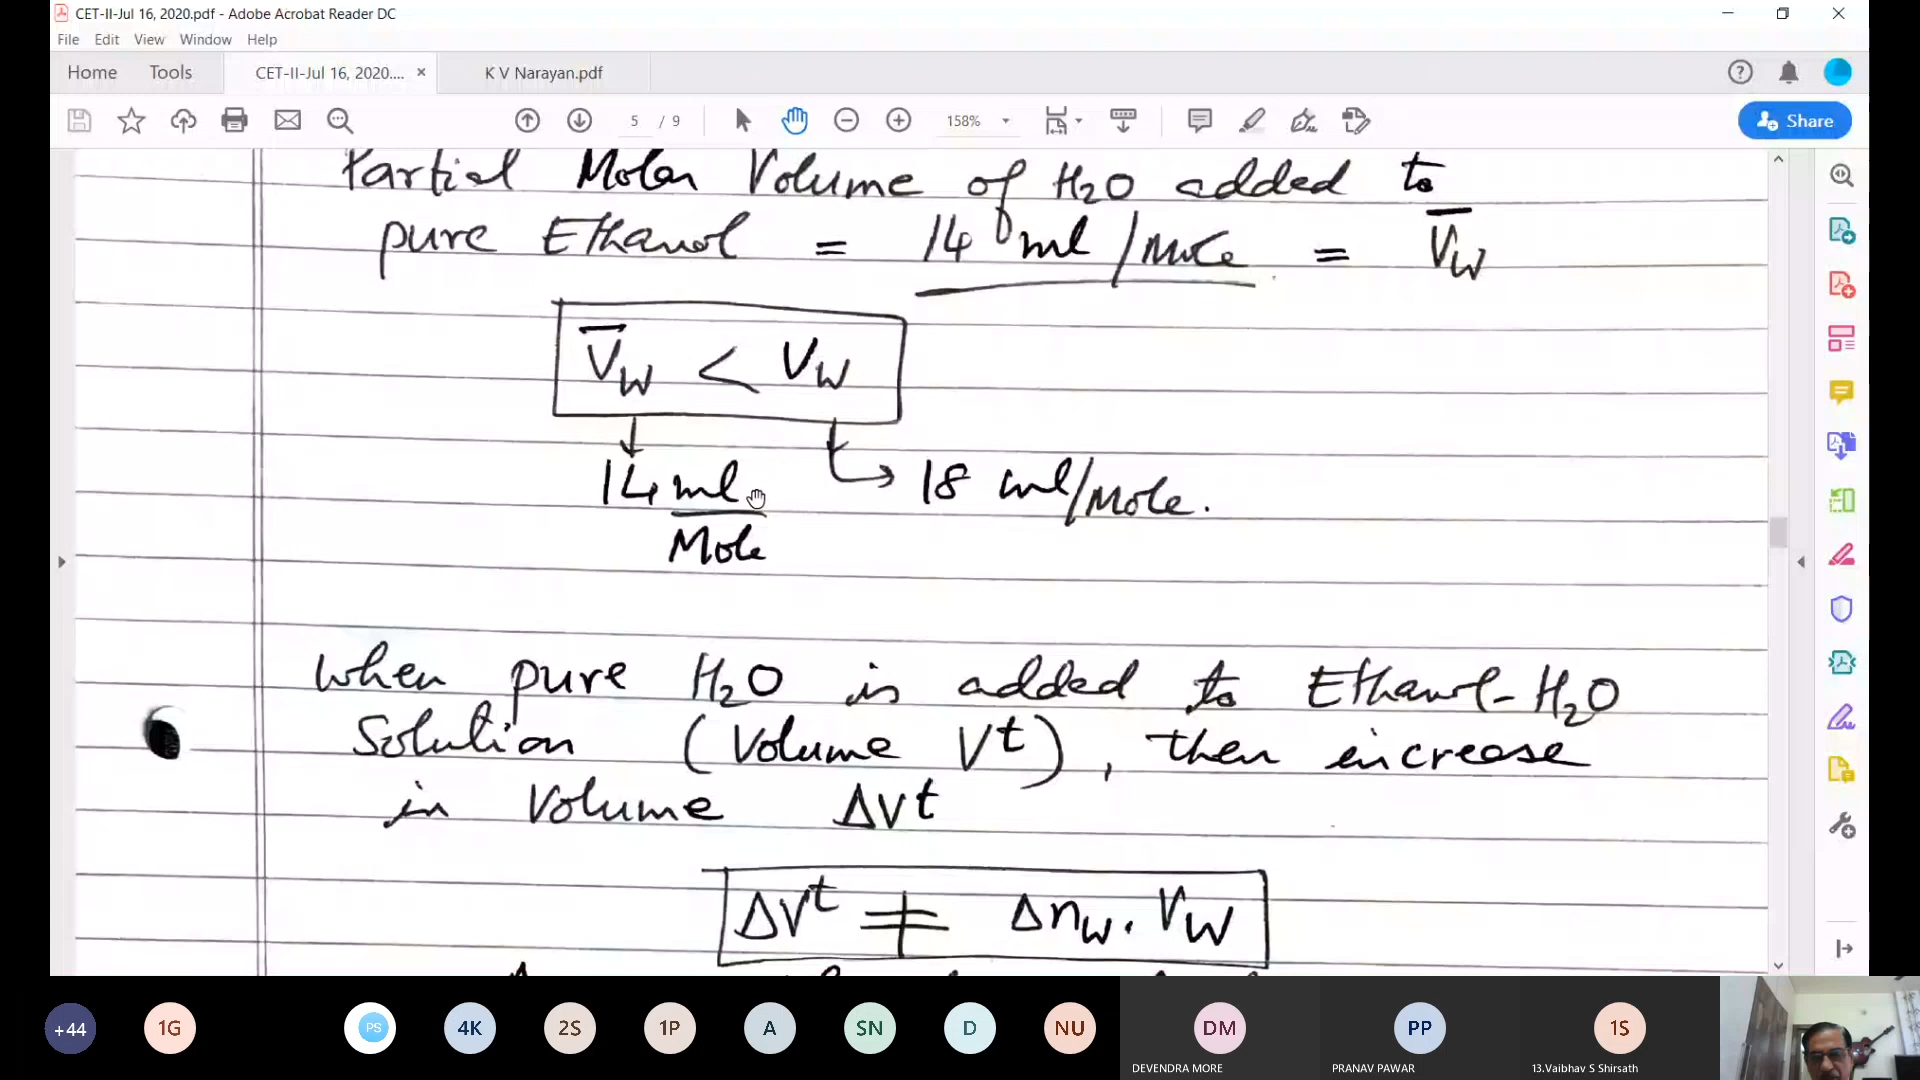 CET-II-Jul 16, 2020.pdf - Adobe Acrobat Reader DC
File Edit View Window Help
Home Tools CET-II-Jul 16, 2020.... × K V Narayan.pdf
5 / 9 158% Share
Partial Molar Volume of H2O added to
pure Ethanol = 14 ml/Mole = V̅w
V̅w < Vw
14 ml/Mole 18 ml/Mole.
when pure H2O is added to Ethanol-H2O
Solution (Volume Vᵗ), then increase
in Volume ΔVᵗ
ΔVᵗ ≠ Δnw. Vw
+44 1G PS 4K 2S 1P A SN D NU DM PP 1S
DEVENDRA MORE PRANAV PAWAR 13.Vaibhav S Shirsath